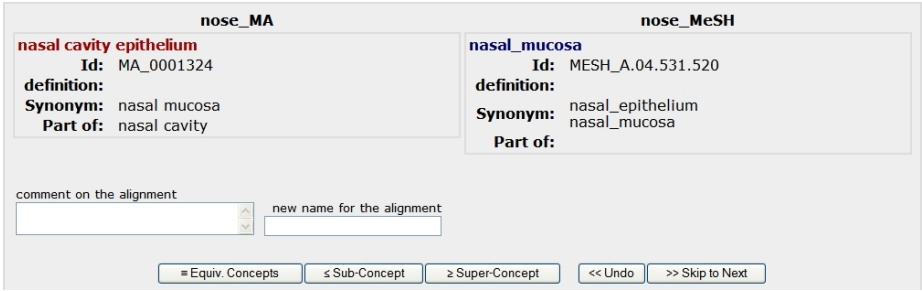 nose_MA
nasal cavity epithelium
Id: MA_0001324
definition:
Synonym: nasal mucosa
Part of: nasal cavity
nose_MeSH
nasal_mucosa
Id: MESH_A.04.531.520
definition:
Synonym: nasal_epithelium
nasal_mucosa
Part of:
comment on the alignment
new name for the alignment
≡ Equiv. Concepts
≤ Sub-Concept
≥ Super-Concept
<< Undo
>> Skip to Next